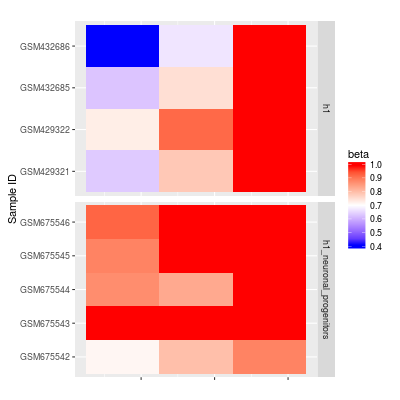 GSM432686
GSM432685
GSM429322
GSM429321
h1
GSM675546
GSM675545
GSM675544
GSM675543
GSM675542
h1_neuronal_progenitors
Sample ID
beta
1.0
0.9
0.8
0.7
0.6
0.5
0.4